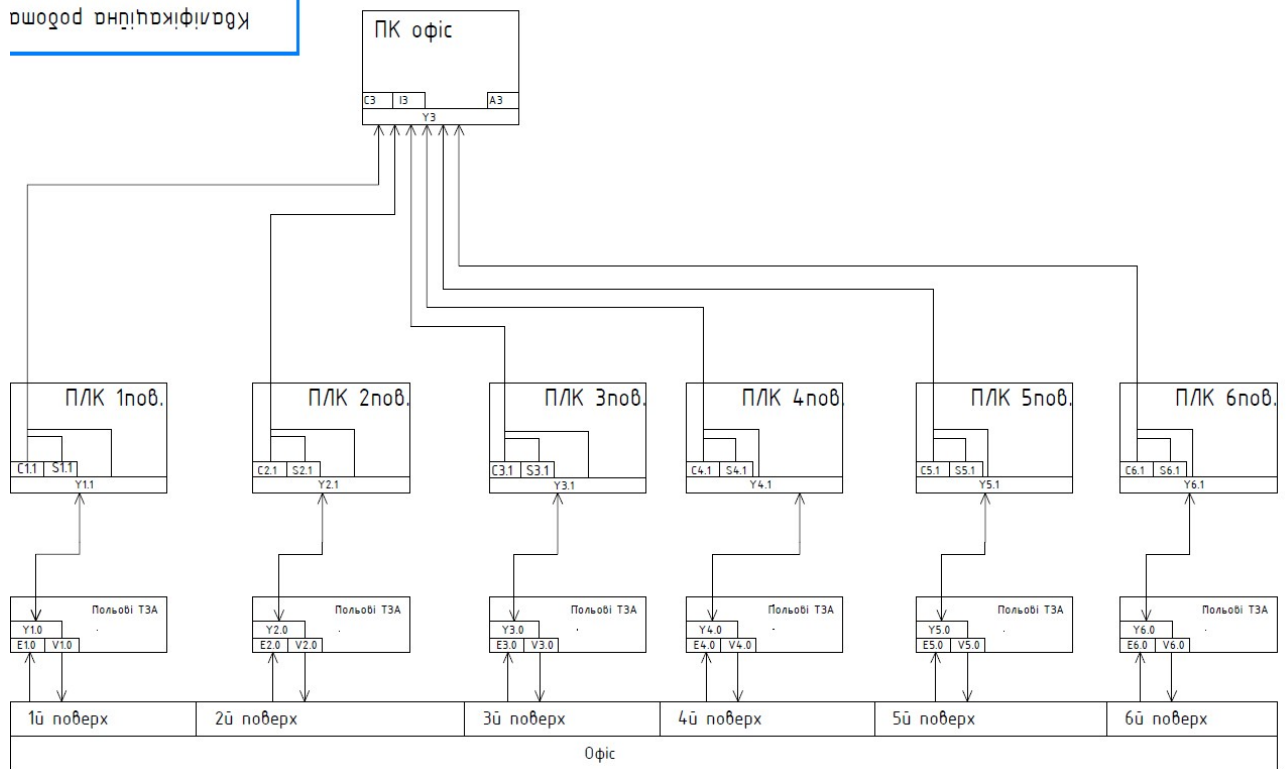 Кваліфікаційна робота
ПК офіс
С3 І3 А3
Y3
ПЛК 1пов. ПЛК 2пов. ПЛК 3пов. ПЛК 4пов. ПЛК 5пов. ПЛК 6пов.
C1.1 S1.1 C2.1 S2.1 C3.1 S3.1 C4.1 S4.1 C5.1 S5.1 C6.1 S6.1
Y1.1 Y2.1 Y3.1 Y4.1 Y5.1 Y6.1
Польові ТЗА Польові ТЗА Польові ТЗА Польові ТЗА Польові ТЗА Польові ТЗА
Y1.0 Y2.0 Y3.0 Y4.0 Y5.0 Y6.0
E1.0 V1.0 E2.0 V2.0 E3.0 V3.0 E4.0 V4.0 E5.0 V5.0 E6.0 V6.0
1й поверх 2й поверх 3й поверх 4й поверх 5й поверх 6й поверх
Офіс